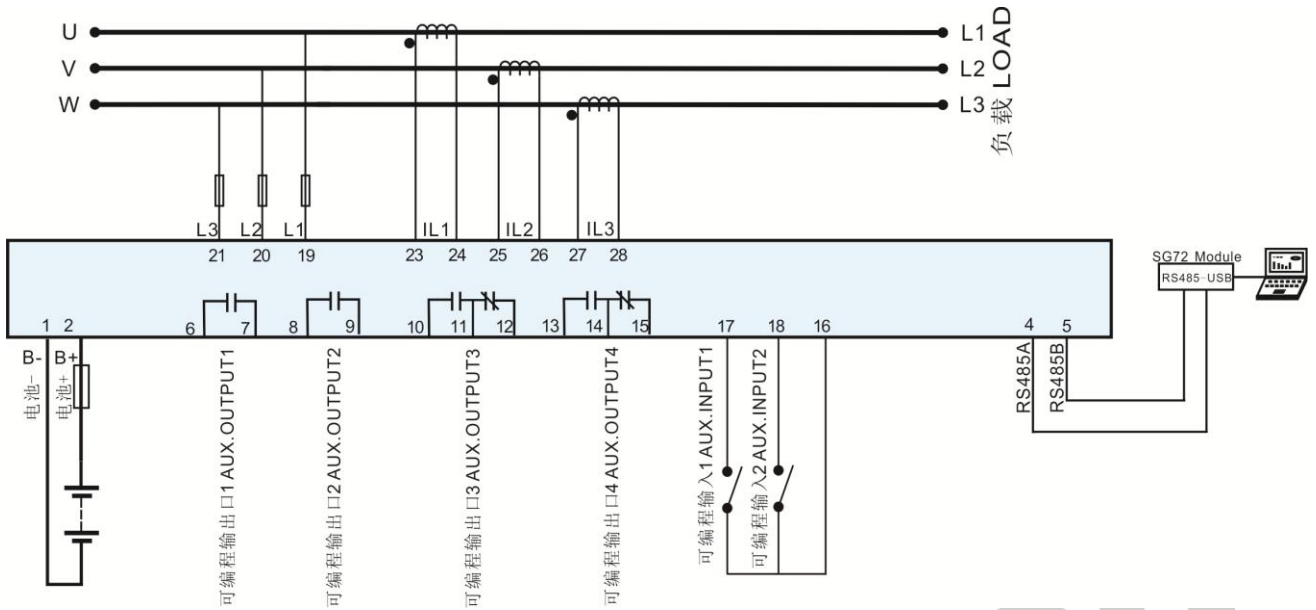 U
L1
V
L2
W
L3
负载 LOAD
L3 L2 L1 IL1 IL2 IL3
21 20 19 23 24 25 26 27 28
SG72 Module
RS485-USB
1 2 6 7 8 9 10 11 12 13 14 15 17 18 16 4 5
B- B+
电池-
电池+
可编程输出口1 AUX.OUTPUT1
可编程输出口2 AUX.OUTPUT2
可编程输出口3 AUX.OUTPUT3
可编程输出口4 AUX.OUTPUT4
可编程输入1 AUX.INPUT1
可编程输入2 AUX.INPUT2
RS485A
RS485B